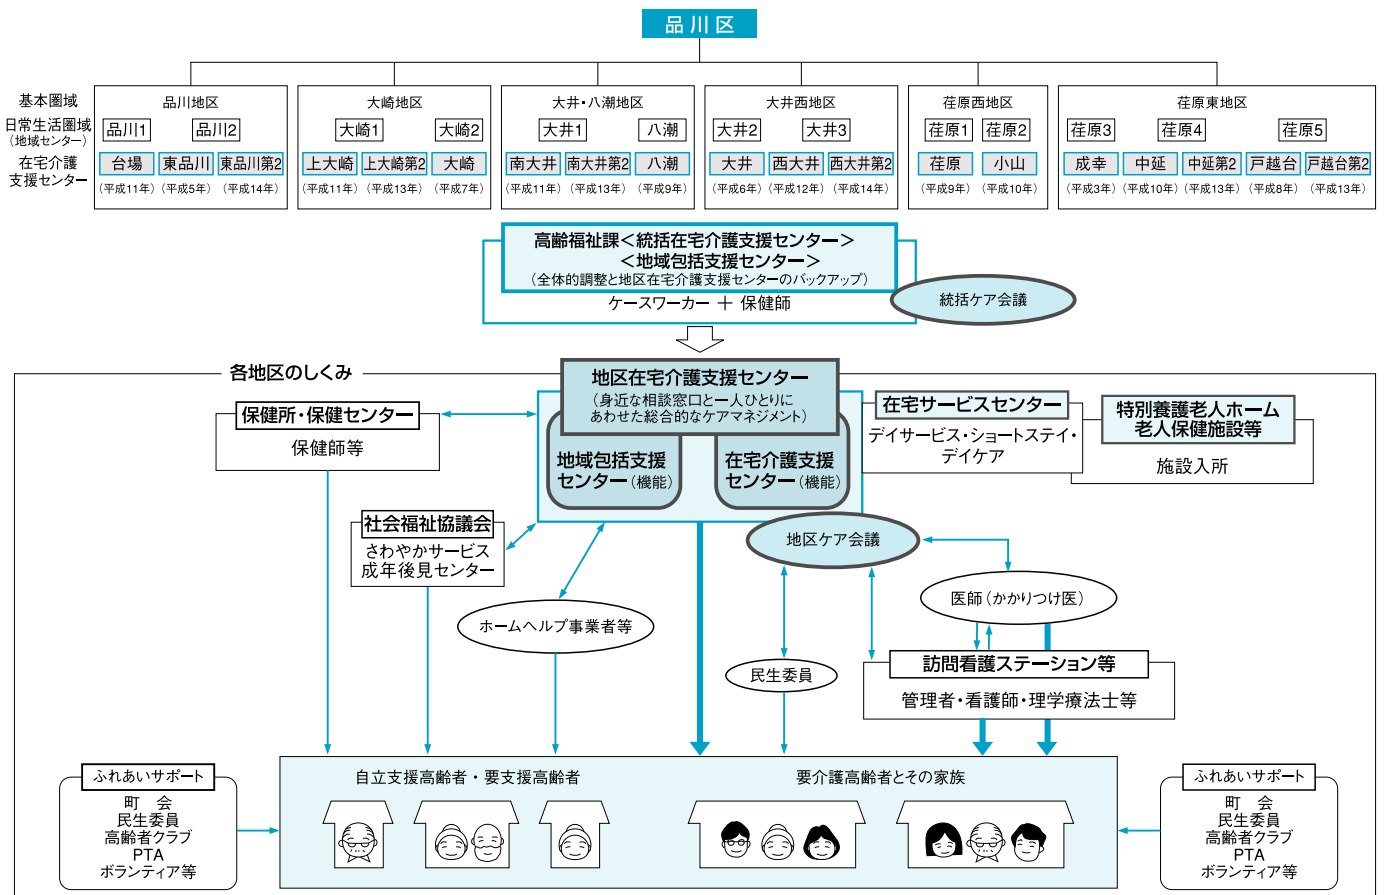 品川区
基本圏域
品川地区
大崎地区
大井・八潮地区
大井西地区
荏原西地区
荏原東地区
日常生活圏域
(地域センター)
品川1
品川2
大崎1
大崎2
大井1
八潮
大井2
大井3
荏原1
荏原2
荏原3
荏原4
荏原5
在宅介護
支援センター
台場
東品川
東品川第2
上大崎
上大崎第2
大崎
南大井
南大井第2
八潮
大井
西大井
西大井第2
荏原
小山
成幸
中延
中延第2
戸越台
戸越台第2
(平成11年)
(平成5年)
(平成14年)
(平成11年)
(平成13年)
(平成7年)
(平成11年)
(平成13年)
(平成9年)
(平成6年)
(平成12年)
(平成14年)
(平成9年)
(平成10年)
(平成3年)
(平成10年)
(平成13年)
(平成8年)
(平成13年)
高齢福祉課<統括在宅介護支援センター>
<地域包括支援センター>
(全体的調整と地区在宅介護支援センターのバックアップ)
ケースワーカー + 保健師
統括ケア会議
各地区のしくみ
地区在宅介護支援センター
(身近な相談窓口と一人ひとりに
あわせた総合的なケアマネジメント)
地域包括支援
センター(機能)
在宅介護支援
センター(機能)
保健所・保健センター
保健師等
在宅サービスセンター
デイサービス・ショートステイ・
デイケア
特別養護老人ホーム
老人保健施設等
施設入所
社会福祉協議会
さわやかサービス
成年後見センター
地区ケア会議
ホームヘルプ事業者等
医師(かかりつけ医)
民生委員
訪問看護ステーション等
管理者・看護師・理学療法士等
自立支援高齢者・要支援高齢者
要介護高齢者とその家族
ふれあいサポート
町 会
民生委員
高齢者クラブ
PTA
ボランティア等
ふれあいサポート
町 会
民生委員
高齢者クラブ
PTA
ボランティア等